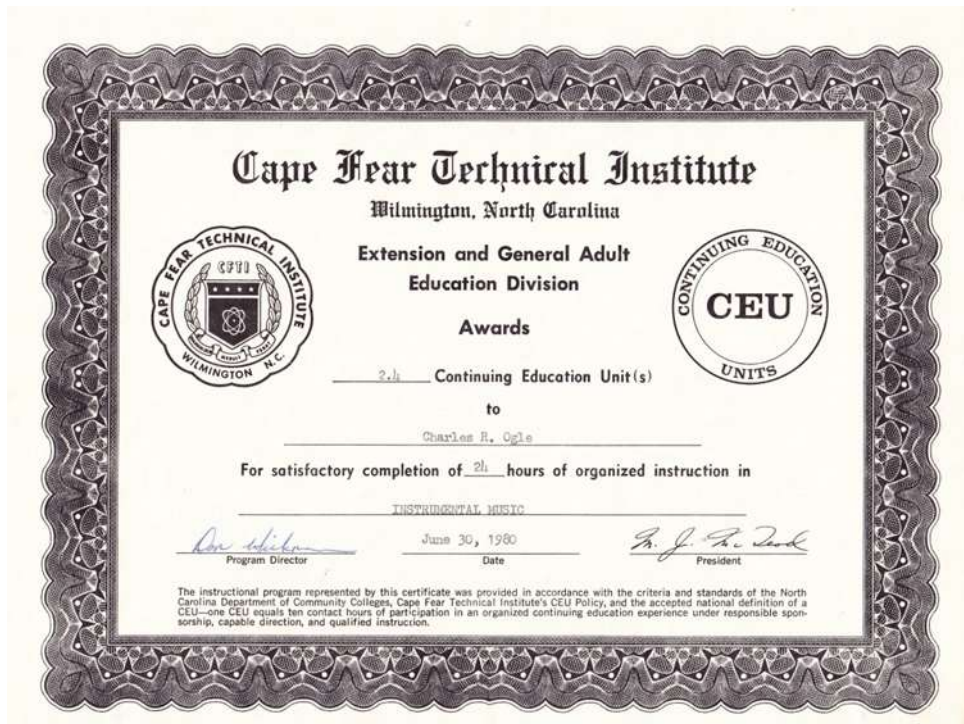 Cape Fear Technical Institute
Wilmington, North Carolina
CAPE FEAR TECHNICAL INSTITUTE
CFTI
WILMINGTON N.C.
Extension and General Adult
Education Division
CONTINUING EDUCATION
CEU
UNITS
Awards
2.4 Continuing Education Unit(s)
to
Charles R. Ogle
For satisfactory completion of 24 hours of organized instruction in
INSTRUMENTAL MUSIC
Don June 30, 1980 M. J. McLeod
Program Director Date President
The instructional program represented by this certificate was provided in accordance with the criteria and standards of the North
Carolina Department of Community Colleges, Cape Fear Technical Institute's CEU Policy, and the accepted national definition of a
CEU—one CEU equals ten contact hours of participation in an organized continuing education experience under responsible spon-
sorship, capable direction, and qualified instruction.